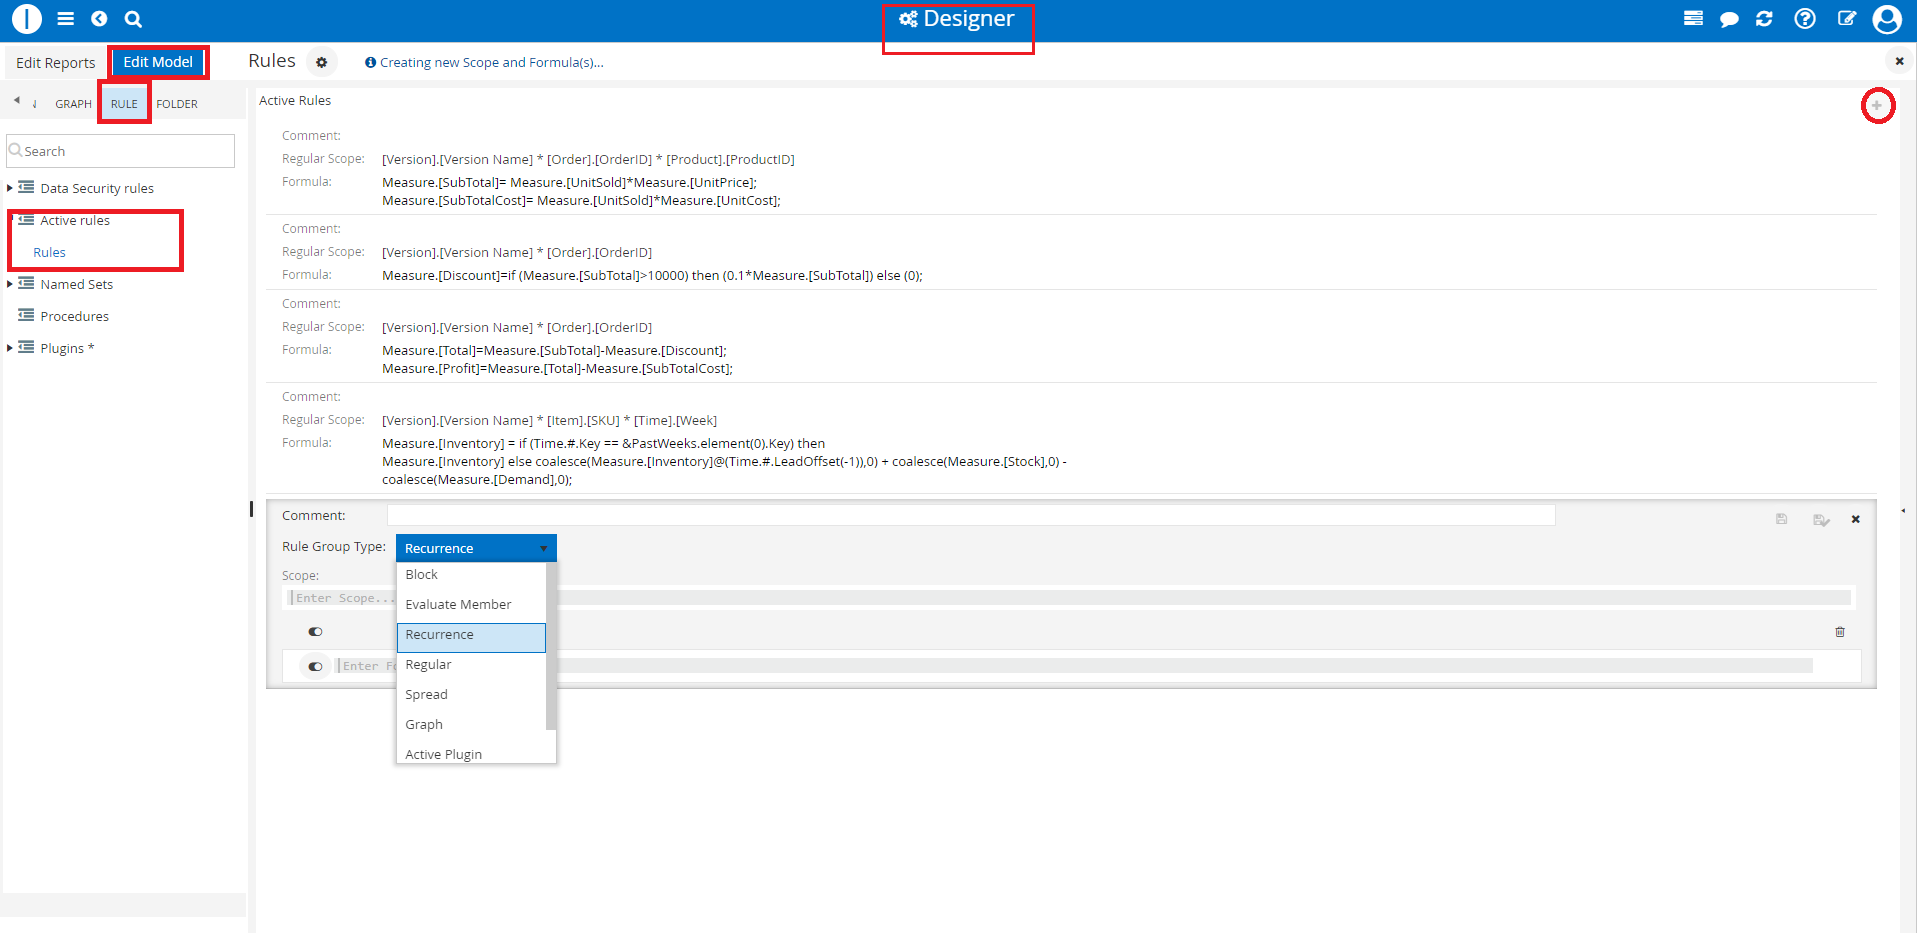 Designer
Edit Reports
Edit Model
Rules
Creating new Scope and Formula(s)...
GRAPH
RULE
FOLDER
Search
Data Security rules
Active rules
Rules
Named Sets
Procedures
Plugins *
Active Rules
Comment:
Regular Scope: [Version].[Version Name] * [Order].[OrderID] * [Product].[ProductID]
Formula: Measure.[SubTotal]= Measure.[UnitSold]*Measure.[UnitPrice];
Measure.[SubTotalCost]= Measure.[UnitSold]*Measure.[UnitCost];
Comment:
Regular Scope: [Version].[Version Name] * [Order].[OrderID]
Formula: Measure.[Discount]=if (Measure.[SubTotal]>10000) then (0.1*Measure.[SubTotal]) else (0);
Comment:
Regular Scope: [Version].[Version Name] * [Order].[OrderID]
Formula: Measure.[Total]=Measure.[SubTotal]-Measure.[Discount];
Measure.[Profit]=Measure.[Total]-Measure.[SubTotalCost];
Comment:
Regular Scope: [Version].[Version Name] * [Item].[SKU] * [Time].[Week]
Formula: Measure.[Inventory] = if (Time.#.Key == &PastWeeks.element(0).Key) then
Measure.[Inventory] else coalesce(Measure.[Inventory]@(Time.#.LeadOffset(-1)),0) + coalesce(Measure.[Stock],0) -
coalesce(Measure.[Demand],0);
Comment:
Rule Group Type: Recurrence
Block
Scope:
Enter Scope...
Evaluate Member
Recurrence
Enter
Regular
Spread
Graph
Active Plugin